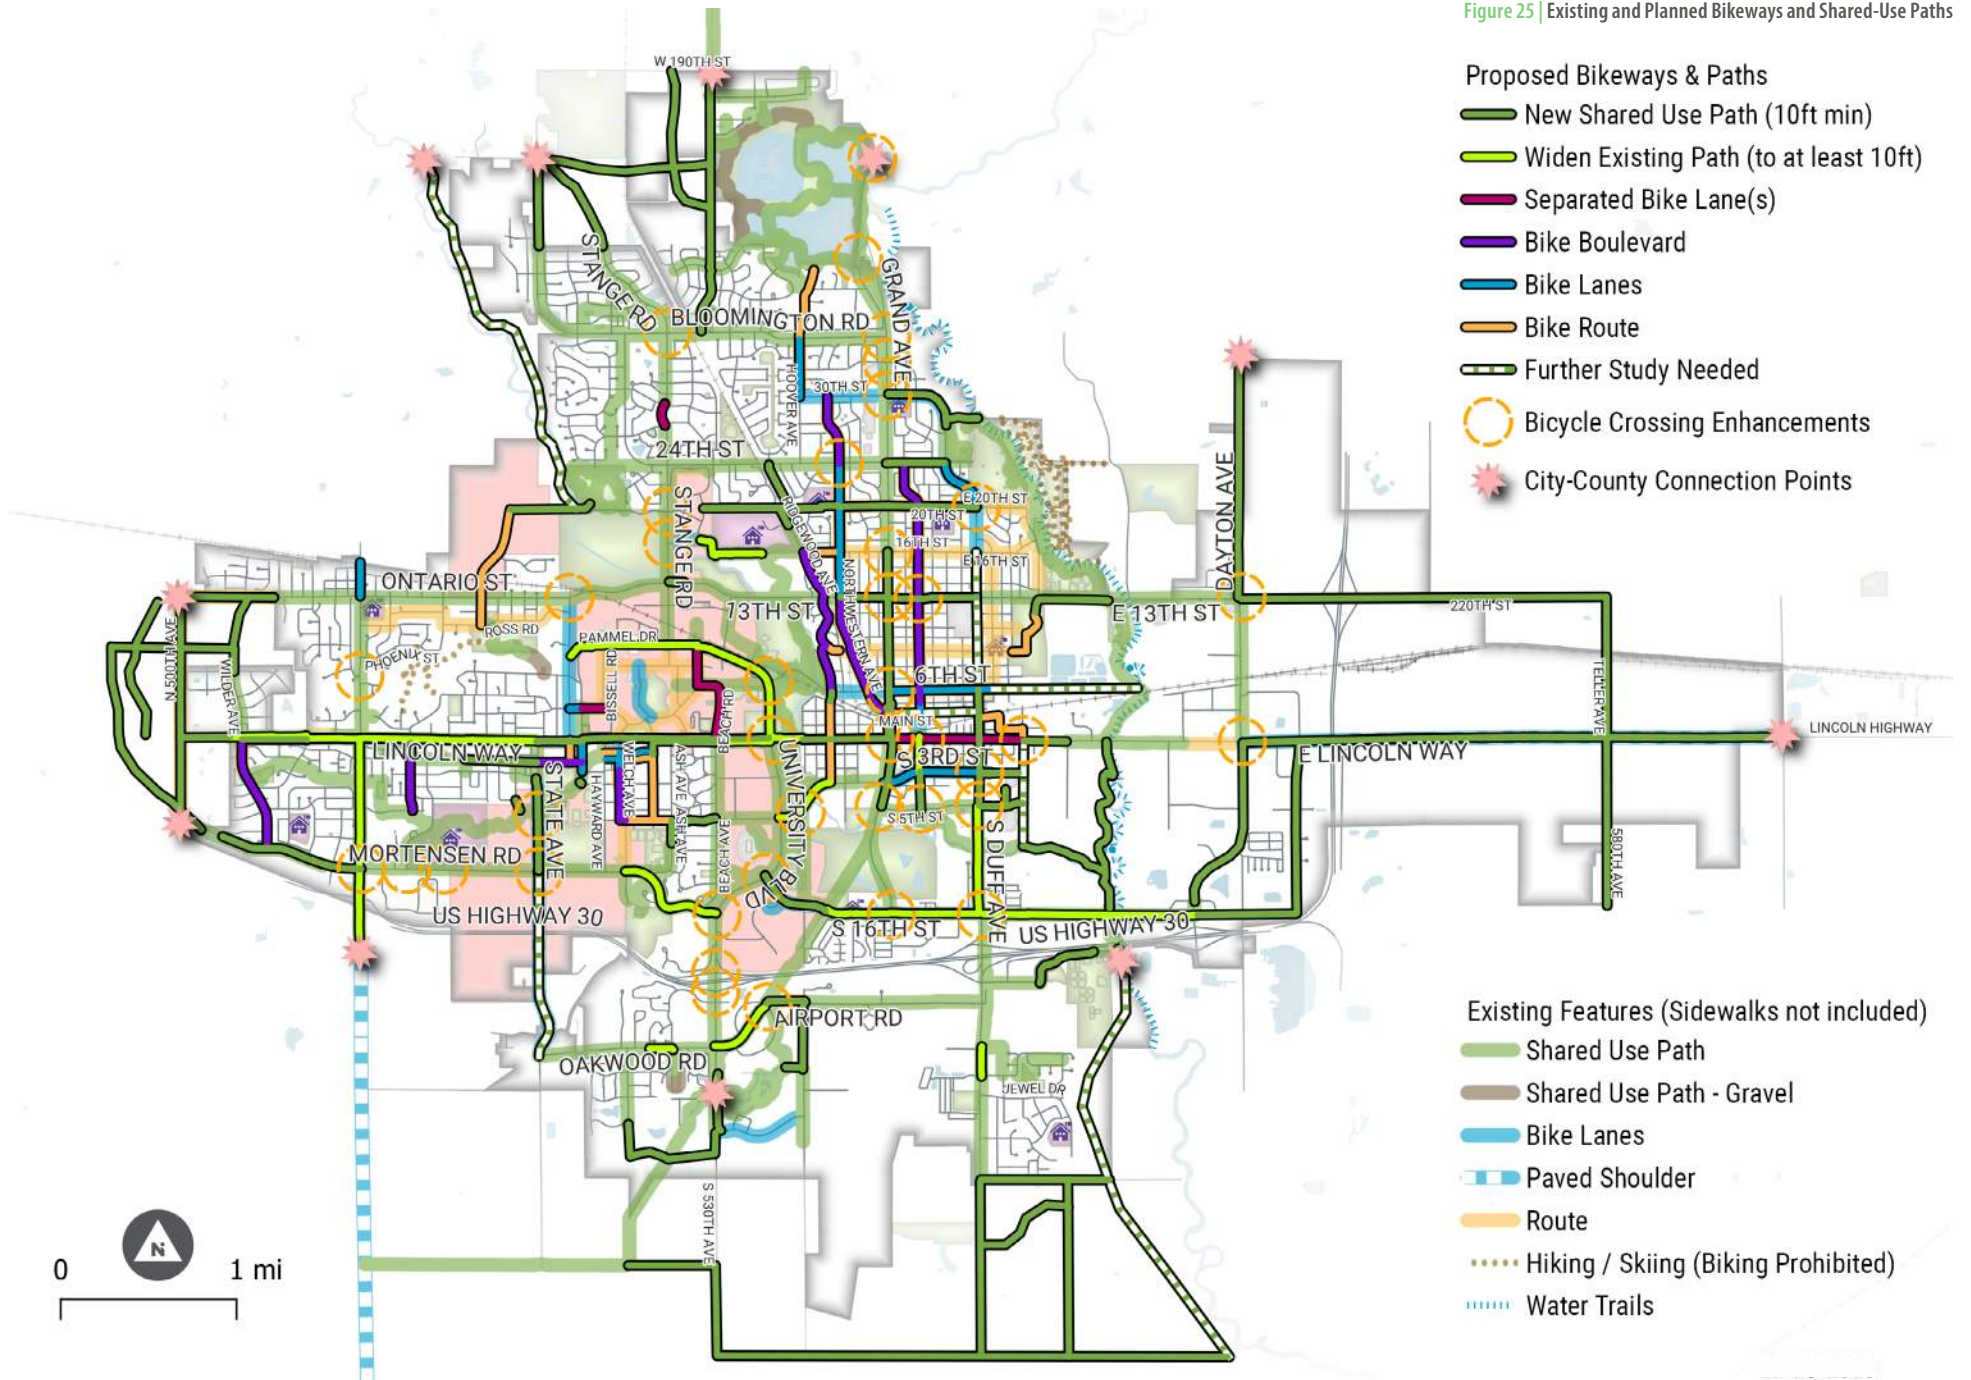 Figure 25 | Existing and Planned Bikeways and Shared-Use Paths
Proposed Bikeways & Paths
New Shared Use Path (10ft min)
Widen Existing Path (to at least 10ft)
Separated Bike Lane(s)
Bike Boulevard
Bike Lanes
Bike Route
Further Study Needed
Bicycle Crossing Enhancements
City-County Connection Points
W 190TH ST
STANGE RD
GRAND AVE
BLOOMINGTON RD
HOOVER AVE
30TH ST
24TH ST
STANGE RD
RIDGEWOOD AVE
E 20TH ST
20TH ST
16TH ST
E 16TH ST
NORTHWESTERN AVE
DAYTON AVE
ONTARIO ST
13TH ST
E 13TH ST
220TH ST
ROSS RD
PAMMEL DR
PHOENIX ST
N 500TH AVE
WILDER AVE
BISSELL RD
BEACH RD
6TH ST
MAIN ST
TELLER AVE
LINCOLN HIGHWAY
LINCOLN WAY
S 3RD ST
E LINCOLN WAY
STATE AVE
HAYWARD AVE
WELCH AVE
ASH AVE
ASH AVE
BEACH AVE
UNIVERSITY BLVD
S 5TH ST
S DUFF AVE
MORTENSEN RD
580TH AVE
US HIGHWAY 30
S 16TH ST
US HIGHWAY 30
AIRPORT RD
OAKWOOD RD
JEWEL DR
S 530TH AVE
Existing Features (Sidewalks not included)
Shared Use Path
Shared Use Path - Gravel
Bike Lanes
Paved Shoulder
Route
Hiking / Skiing (Biking Prohibited)
Water Trails
N
0 1 mi